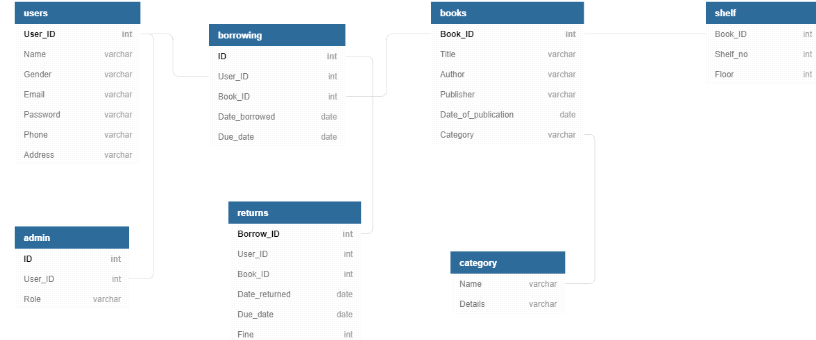 users
User_ID int
Name varchar
Gender varchar
Email varchar
Password varchar
Phone varchar
Address varchar
borrowing
ID int
User_ID int
Book_ID int
Date_borrowed date
Due_date date
books
Book_ID int
Title varchar
Author varchar
Publisher varchar
Date_of_publication date
Category varchar
shelf
Book_ID int
Shelf_no int
Floor int
admin
ID int
User_ID int
Role varchar
returns
Borrow_ID int
User_ID int
Book_ID int
Date_returned date
Due_date date
Fine int
category
Name varchar
Details varchar